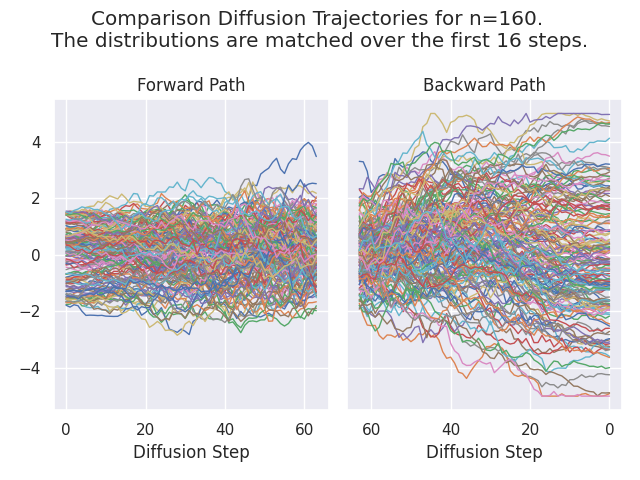 Comparison Diffusion Trajectories for n=160.
The distributions are matched over the first 16 steps.
Forward Path
Backward Path
4
2
0
−2
−4
0
20
40
60
60
40
20
0
Diffusion Step
Diffusion Step